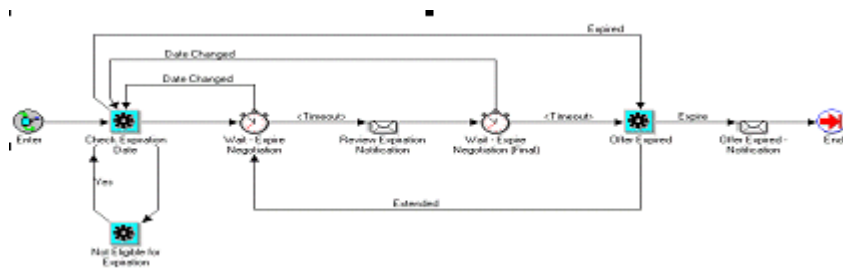 Expired
Date Changed
Date Changed
<Timeout>
<Timeout>
Expire
Enter
Check Expiration
Date
Wait - Expire
Negotiation
Review Expiration
Notification
Wait - Expire
Negotiation (Final)
Offer Expired
Offer Expired -
Notification
End
Yes
Extended
Not Eligible for
Expiration